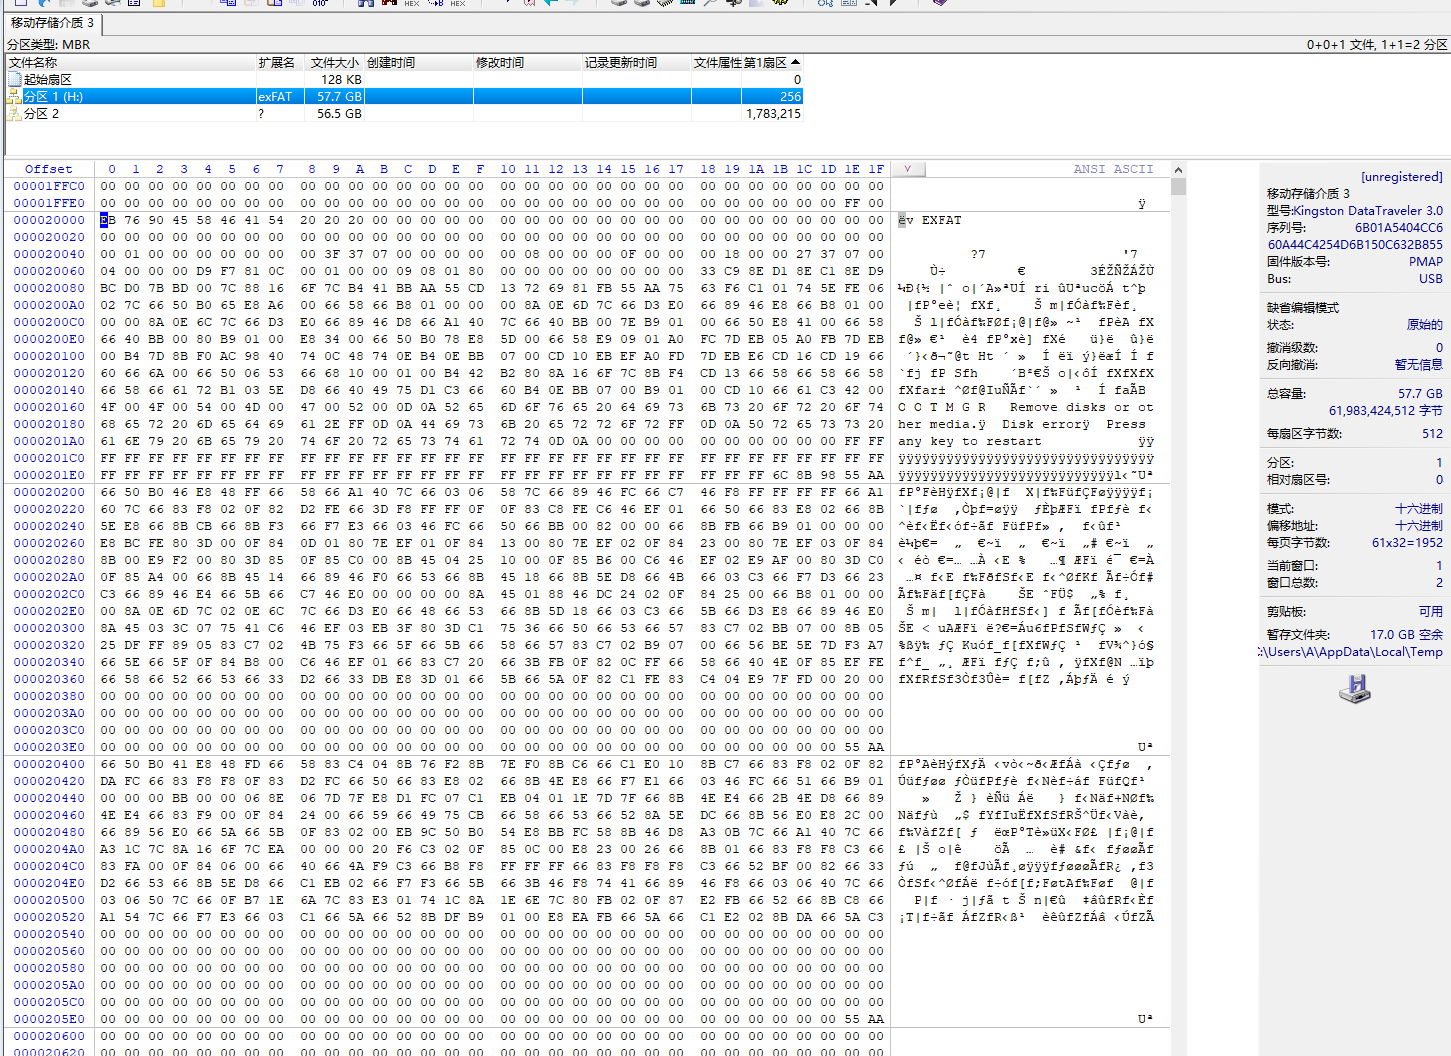 移动存储介质 3
分区类型: MBR
0+0+1 文件, 1+1=2 分区
文件名称 扩展名 文件大小 创建时间 修改时间 记录更新时间 文件属性 第1扇区
起始扇区 128 KB 0
分区 1 (H:) exFAT 57.7 GB 256
分区 2 ? 56.5 GB 1,783,215
Offset 0 1 2 3 4 5 6 7 8 9 A B C D E F 10 11 12 13 14 15 16 17 18 19 1A 1B 1C 1D 1E 1F ANSI ASCII
00001FFC0 00 00 00 00 00 00 00 00 00 00 00 00 00 00 00 00 00 00 00 00 00 00 00 00 00 00 00 00 00 00 00 00
00001FFE0 00 00 00 00 00 00 00 00 00 00 00 00 00 00 00 00 00 00 00 00 00 00 00 00 00 00 00 00 00 00 FF 00 ÿ
000020000 EB 76 90 45 58 46 41 54 20 20 20 00 00 00 00 00 00 00 00 00 00 00 00 00 00 00 00 00 00 00 00 00 ëv EXFAT
000020020 00 00 00 00 00 00 00 00 00 00 00 00 00 00 00 00 00 00 00 00 00 00 00 00 00 00 00 00 00 00 00 00
000020040 00 01 00 00 00 00 00 00 00 3F 37 07 00 00 00 00 00 08 00 00 00 0F 00 00 00 18 00 00 27 37 07 00 ?7 '7
000020060 04 00 00 00 D9 F7 81 0C 00 01 00 00 09 08 01 80 00 00 00 00 00 00 00 00 33 C9 8E D1 8E C1 8E D9 Ù÷ € 3ÉŽÑŽÁŽÙ
000020080 BC D0 7B BD 00 7C 88 16 6F 7C B4 41 BB AA 55 CD 13 72 69 81 FB 55 AA 75 63 F6 C1 01 74 5E FE 06
0000200A0 02 7C 66 50 B0 65 E8 A6 00 66 58 66 B8 01 00 00 00 8A 0E 6D 7C 66 D3 E0 66 89 46 E8 66 B8 01 00
0000200C0 00 00 8A 0E 6C 7C 66 D3 E0 66 89 46 D8 66 A1 40 7C 66 40 BB 00 7E B9 01 00 66 50 E8 41 00 66 58
0000200E0 66 40 BB 00 80 B9 01 00 E8 34 00 66 50 B0 78 E8 5D 00 66 58 E9 09 01 A0 FC 7D EB 05 A0 FB 7D EB
000020100 00 B4 7D 8B F0 AC 98 40 74 0C 48 74 0E B4 0E BB 07 00 CD 10 EB EF A0 FD 7D EB E6 CD 16 CD 19 66
000020120 60 66 6A 00 66 50 06 53 66 68 10 00 01 00 B4 42 B2 80 8A 16 6F 7C 8B F4 CD 13 66 58 66 58 66 58
000020140 66 58 66 61 72 B1 03 5E D8 66 40 49 75 D1 C3 66 60 B4 0E BB 07 00 B9 01 00 CD 10 66 61 C3 42 00
000020160 4F 00 4F 00 54 00 4D 00 47 00 52 00 0D 0A 52 65 6D 6F 76 65 20 64 69 73 6B 73 20 6F 72 20 6F 74 O O T M G R Remove disks or ot
000020180 68 65 72 20 6D 65 64 69 61 2E FF 0D 0A 44 69 73 6B 20 65 72 72 6F 72 FF 0D 0A 50 72 65 73 73 20 her media.ÿ Disk errorÿ Press
0000201A0 61 6E 79 20 6B 65 79 20 74 6F 20 72 65 73 74 61 72 74 0D 0A 00 00 00 00 00 00 00 00 00 00 FF FF any key to restart ÿÿ
0000201C0 FF FF FF FF FF FF FF FF FF FF FF FF FF FF FF FF FF FF FF FF FF FF FF FF FF FF FF FF FF FF FF FF ÿÿÿÿÿÿÿÿÿÿÿÿÿÿÿÿÿÿÿÿÿÿÿÿÿÿÿÿÿÿÿÿ
0000201E0 FF FF FF FF FF FF FF FF FF FF FF FF FF FF FF FF FF FF FF FF FF FF FF FF FF FF FF 6C 8B 98 55 AA ÿÿÿÿÿÿÿÿÿÿÿÿÿÿÿÿÿÿÿÿÿÿÿÿÿÿÿl‹˜Uª
000020200 66 50 B0 46 E8 48 FF 66 58 66 A1 40 7C 66 03 06 58 7C 66 89 46 FC 66 C7 46 F8 FF FF FF FF 66 A1
000020220 60 7C 66 83 F8 02 0F 82 D2 FE 66 3D F8 FF FF 0F 0F 83 C8 FE C6 46 EF 01 66 50 66 83 E8 02 66 8B
000020240 5E E8 66 8B CB 66 8B F3 66 F7 E3 66 03 46 FC 66 50 66 BB 00 82 00 00 66 8B FB 66 B9 01 00 00 00
000020260 E8 BC FE 80 3D 00 0F 84 0D 01 80 7E EF 01 0F 84 13 00 80 7E EF 02 0F 84 23 00 80 7E EF 03 0F 84
000020280 8B 00 E9 F2 00 80 3D 85 0F 85 C0 00 8B 45 04 25 10 00 0F 85 B6 00 C6 46 EF 02 E9 AF 00 80 3D C0
0000202A0 0F 85 A4 00 66 8B 45 14 66 89 46 F0 66 53 66 8B 45 18 66 8B 5E D8 66 4B 66 03 C3 66 F7 D3 66 23
0000202C0 C3 66 89 46 E4 66 5B 66 C7 46 E0 00 00 00 00 8A 45 01 88 46 DC 24 02 0F 84 25 00 66 B8 01 00 00
0000202E0 00 8A 0E 6D 7C 02 0E 6C 7C 66 D3 E0 66 48 66 53 66 8B 5D 18 66 03 C3 66 5B 66 D3 E8 66 89 46 E0
000020300 8A 45 03 3C 07 75 41 C6 46 EF 03 EB 3F 80 3D C1 75 36 66 50 66 53 66 57 83 C7 02 BB 07 00 8B 05
000020320 25 DF FF 89 05 83 C7 02 4B 75 F3 66 5F 66 5B 66 58 66 57 83 C7 02 B9 07 00 66 56 BE 5E 7D F3 A7
000020340 66 5E 66 5F 0F 84 B8 00 C6 46 EF 01 66 83 C7 20 66 3B FB 0F 82 0C FF 66 58 66 40 4E 0F 85 EF FE
000020360 66 58 66 52 66 53 66 33 D2 66 33 DB E8 3D 01 66 5B 66 5A 0F 82 C1 FE 83 C4 04 E9 7F FD 00 20 00
000020380 00 00 00 00 00 00 00 00 00 00 00 00 00 00 00 00 00 00 00 00 00 00 00 00 00 00 00 00 00 00 00 00
0000203A0 00 00 00 00 00 00 00 00 00 00 00 00 00 00 00 00 00 00 00 00 00 00 00 00 00 00 00 00 00 00 00 00
0000203C0 00 00 00 00 00 00 00 00 00 00 00 00 00 00 00 00 00 00 00 00 00 00 00 00 00 00 00 00 00 00 00 00
0000203E0 00 00 00 00 00 00 00 00 00 00 00 00 00 00 00 00 00 00 00 00 00 00 00 00 00 00 00 00 00 00 55 AA Uª
000020400 66 50 B0 41 E8 48 FD 66 58 83 C4 04 8B 76 F2 8B 7E F0 8B C6 66 C1 E0 10 8B C7 66 83 F8 02 0F 82
000020420 DA FC 66 83 F8 F8 0F 83 D2 FC 66 50 66 83 E8 02 66 8B 4E E8 66 F7 E1 66 03 46 FC 66 51 66 B9 01
000020440 00 00 00 BB 00 00 06 8E 06 7D 7F E8 D1 FC 07 C1 EB 04 01 1E 7D 7F 66 8B 4E E4 66 2B 4E D8 66 89
000020460 4E E4 66 83 F9 00 0F 84 24 00 66 59 66 49 75 CB 66 58 66 53 66 52 8A 5E DC 66 8B 56 E0 E8 2C 00
000020480 66 89 56 E0 66 5A 66 5B 0F 83 02 00 EB 9C 50 B0 54 E8 BB FC 58 8B 46 D8 A3 0B 7C 66 A1 40 7C 66
0000204A0 A3 1C 7C 8A 16 6F 7C EA 00 00 00 20 F6 C3 02 0F 85 0C 00 E8 23 00 26 66 8B 01 66 83 F8 F8 C3 66
0000204C0 83 FA 00 0F 84 06 00 66 40 66 4A F9 C3 66 B8 F8 FF FF FF 66 83 F8 F8 F8 C3 66 52 BF 00 82 66 33
0000204E0 D2 66 53 66 8B 5E D8 66 C1 EB 02 66 F7 F3 66 5B 66 3B 46 F8 74 41 66 89 46 F8 66 03 06 40 7C 66
000020500 03 06 50 7C 66 0F B7 1E 6A 7C 83 E3 01 74 1C 8A 1E 6E 7C 80 FB 02 0F 87 E2 FB 66 52 66 8B C8 66
000020520 A1 54 7C 66 F7 E3 66 03 C1 66 5A 66 52 8B DF B9 01 00 E8 EA FB 66 5A 66 C1 E2 02 8B DA 66 5A C3
000020540 00 00 00 00 00 00 00 00 00 00 00 00 00 00 00 00 00 00 00 00 00 00 00 00 00 00 00 00 00 00 00 00
000020560 00 00 00 00 00 00 00 00 00 00 00 00 00 00 00 00 00 00 00 00 00 00 00 00 00 00 00 00 00 00 00 00
000020580 00 00 00 00 00 00 00 00 00 00 00 00 00 00 00 00 00 00 00 00 00 00 00 00 00 00 00 00 00 00 00 00
0000205A0 00 00 00 00 00 00 00 00 00 00 00 00 00 00 00 00 00 00 00 00 00 00 00 00 00 00 00 00 00 00 00 00
0000205C0 00 00 00 00 00 00 00 00 00 00 00 00 00 00 00 00 00 00 00 00 00 00 00 00 00 00 00 00 00 00 00 00
0000205E0 00 00 00 00 00 00 00 00 00 00 00 00 00 00 00 00 00 00 00 00 00 00 00 00 00 00 00 00 00 00 55 AA Uª
000020600 00 00 00 00 00 00 00 00 00 00 00 00 00 00 00 00 00 00 00 00 00 00 00 00 00 00 00 00 00 00 00 00
000020620 00 00 00 00 00 00 00 00 00 00 00 00 00 00 00 00 00 00 00 00 00 00 00 00 00 00 00 00 00 00 00 00
[unregistered]
移动存储介质 3
型号:Kingston DataTraveler 3.0
序列号: 6B01A5404CC6
60A44C4254D6B150C632B855
固件版本号: PMAP
Bus: USB
缺省编辑模式
状态: 原始的
撤消级数: 0
反向撤消: 暂无信息
总容量: 57.7 GB
61,983,424,512 字节
每扇区字节数: 512
分区: 1
相对扇区号: 0
模式: 十六进制
偏移地址: 十六进制
每页字节数: 61x32=1952
当前窗口: 1
窗口总数: 2
剪贴板: 可用
暂存文件夹: 17.0 GB 空余
:\Users\A\AppData\Local\Temp